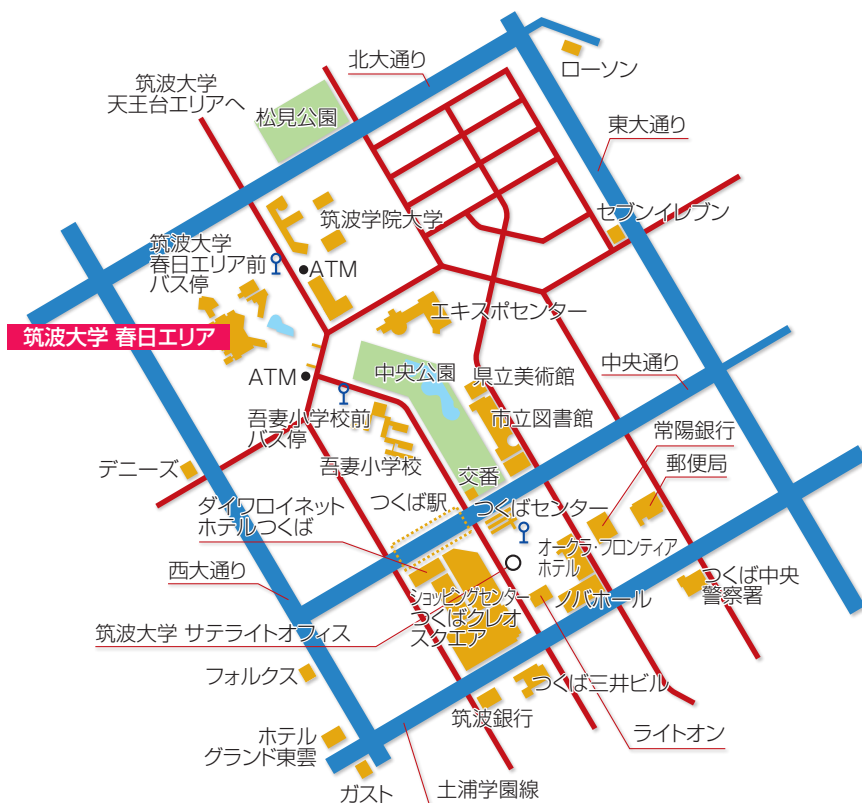 北大通り
ローソン
筑波大学
天王台エリアへ
松見公園
東大通り
セブンイレブン
筑波学院大学
筑波大学
春日エリア前
バス停
ATM
エキスポセンター
筑波大学 春日エリア
中央公園
ATM
県立美術館
中央通り
吾妻小学校前
バス停
市立図書館
常陽銀行
デニーズ
吾妻小学校
交番
郵便局
ダイワロイネット
ホテルつくば
つくば駅
つくばセンター
オークラ・フロンティア
ホテル
西大通り
つくば中央
警察署
ショッピングセンター
つくばクレオ
スクエア
ノバホール
筑波大学 サテライトオフィス
フォルクス
つくば三井ビル
筑波銀行
ライトオン
ホテル
グランド東雲
ガスト
土浦学園線